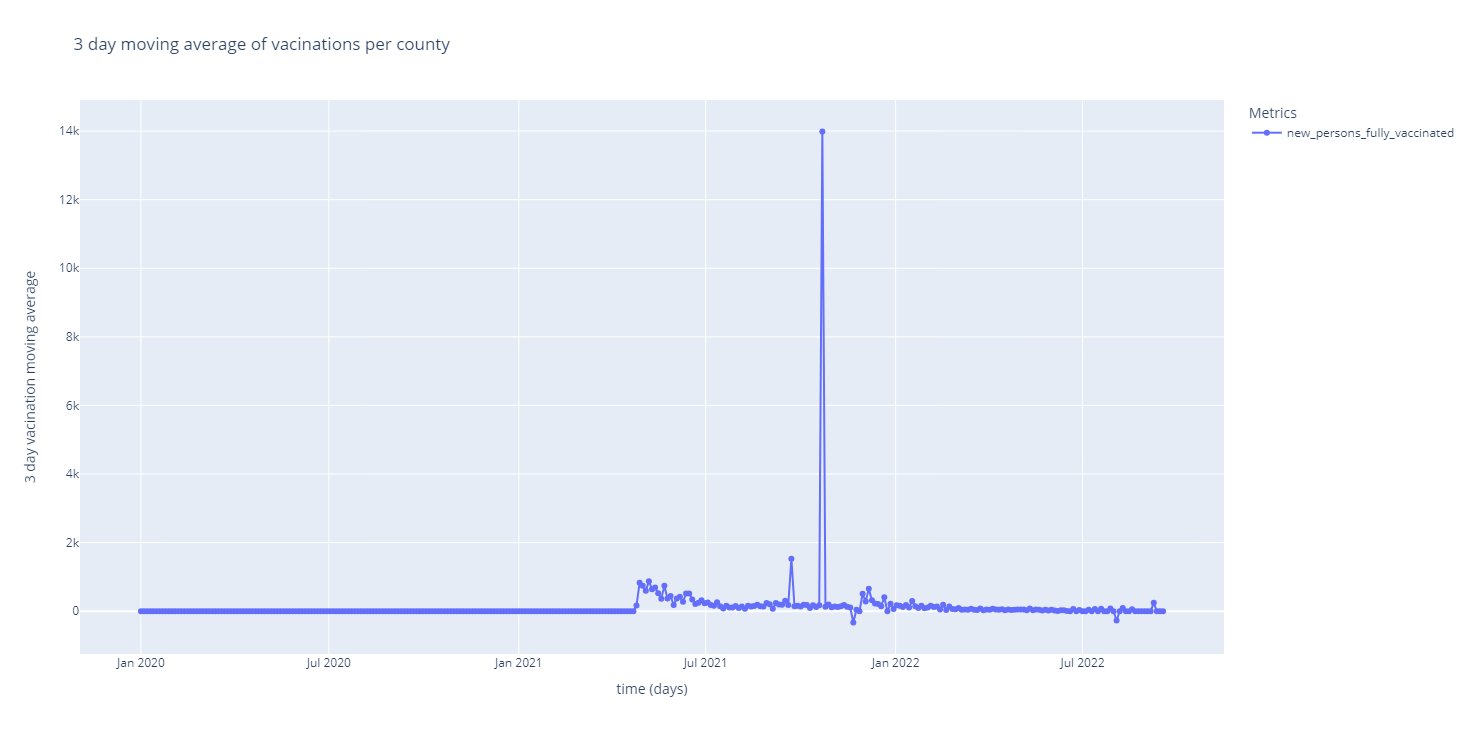 3 day moving average of vacinations per county
Metrics
new_persons_fully_vaccinated
3 day vacination moving average
14k
12k
10k
8k
6k
4k
2k
0
Jan 2020
Jul 2020
Jan 2021
Jul 2021
Jan 2022
Jul 2022
time (days)